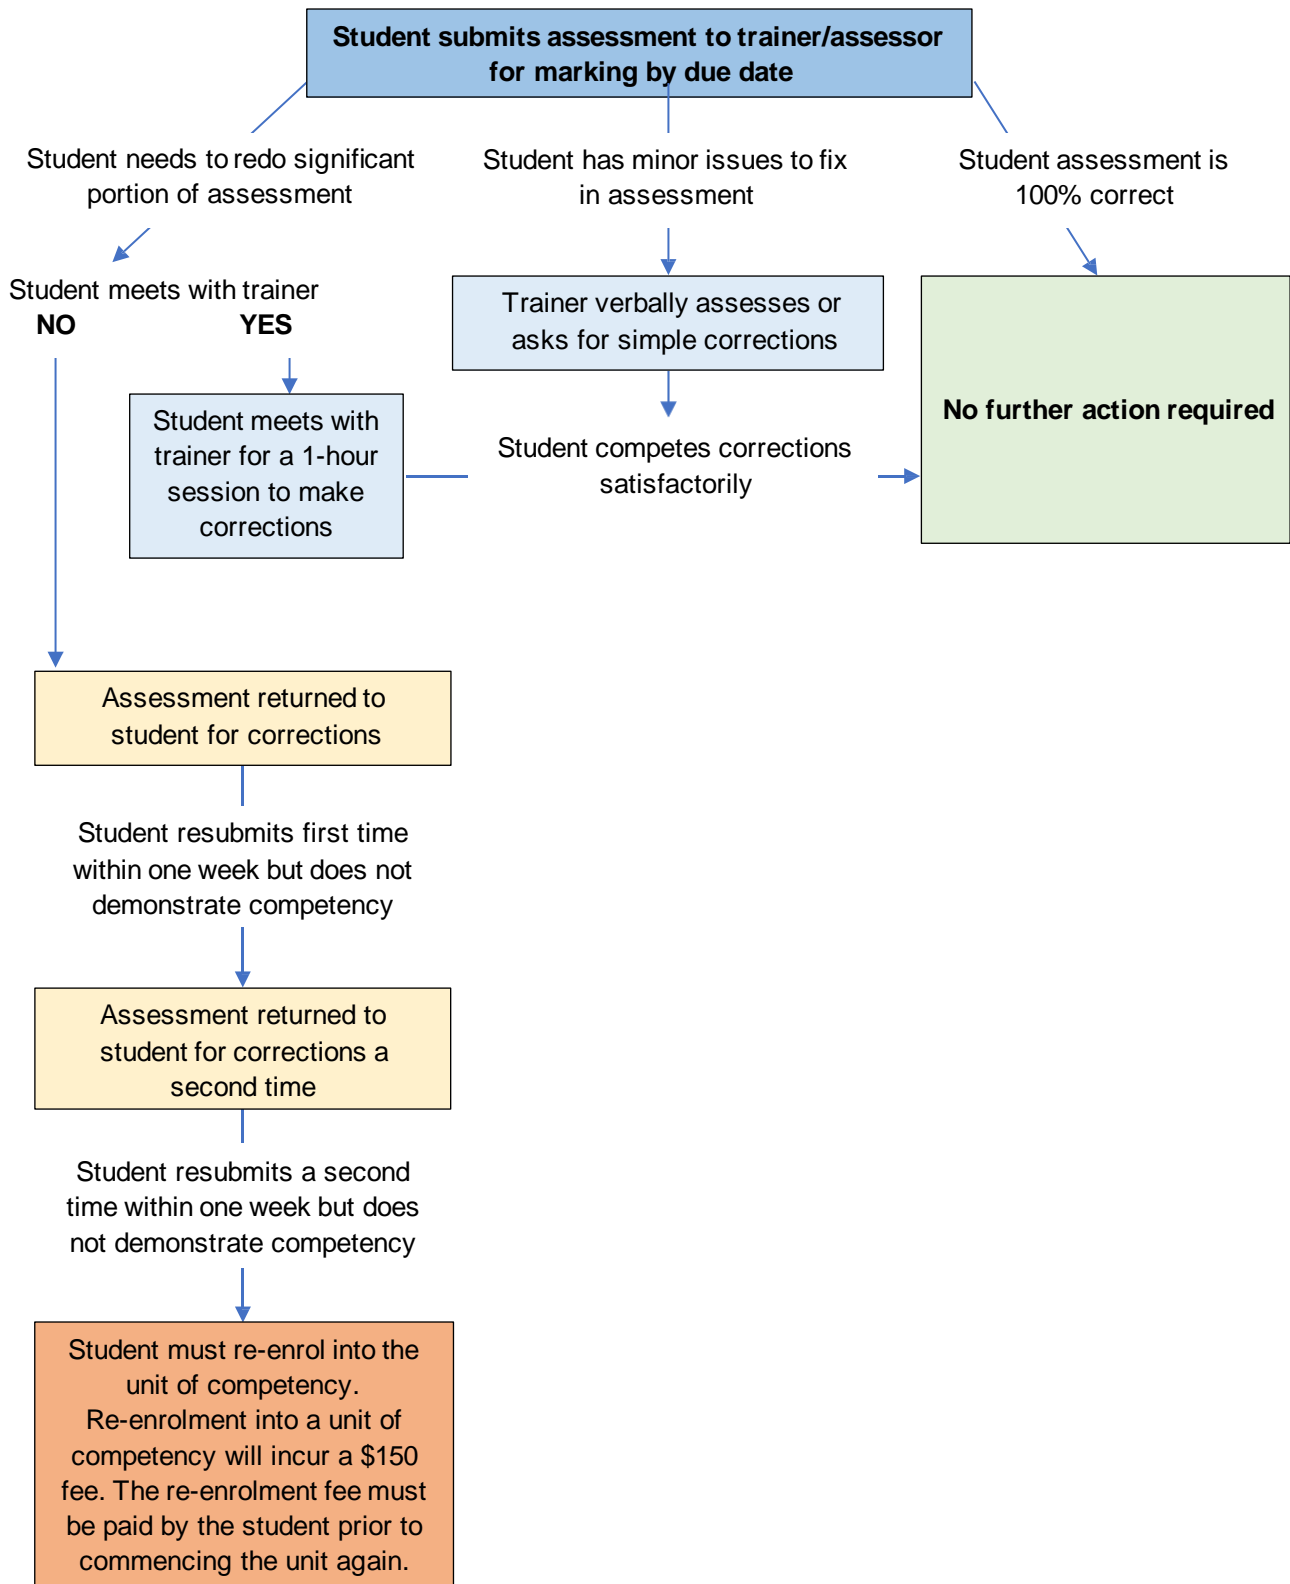 Student submits assessment to trainer/assessor
for marking by due date
Student needs to redo significant
portion of assessment
Student has minor issues to fix
in assessment
Student assessment is
100% correct
Student meets with trainer
NO YES
Trainer verbally assesses or
asks for simple corrections
No further action required
Student meets with
trainer for a 1-hour
session to make
corrections
Student competes corrections
satisfactorily
Assessment returned to
student for corrections
Student resubmits first time
within one week but does not
demonstrate competency
Assessment returned to
student for corrections a
second time
Student resubmits a second
time within one week but does
not demonstrate competency
Student must re-enrol into the
unit of competency.
Re-enrolment into a unit of
competency will incur a $150
fee. The re-enrolment fee must
be paid by the student prior to
commencing the unit again.